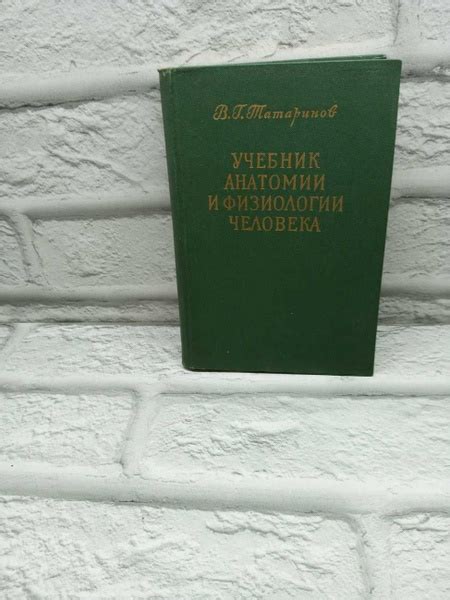 В.Г. Татаринов
УЧЕБНИК
АНАТОМИИ
И ФИЗИОЛОГИИ
ЧЕЛОВЕКА